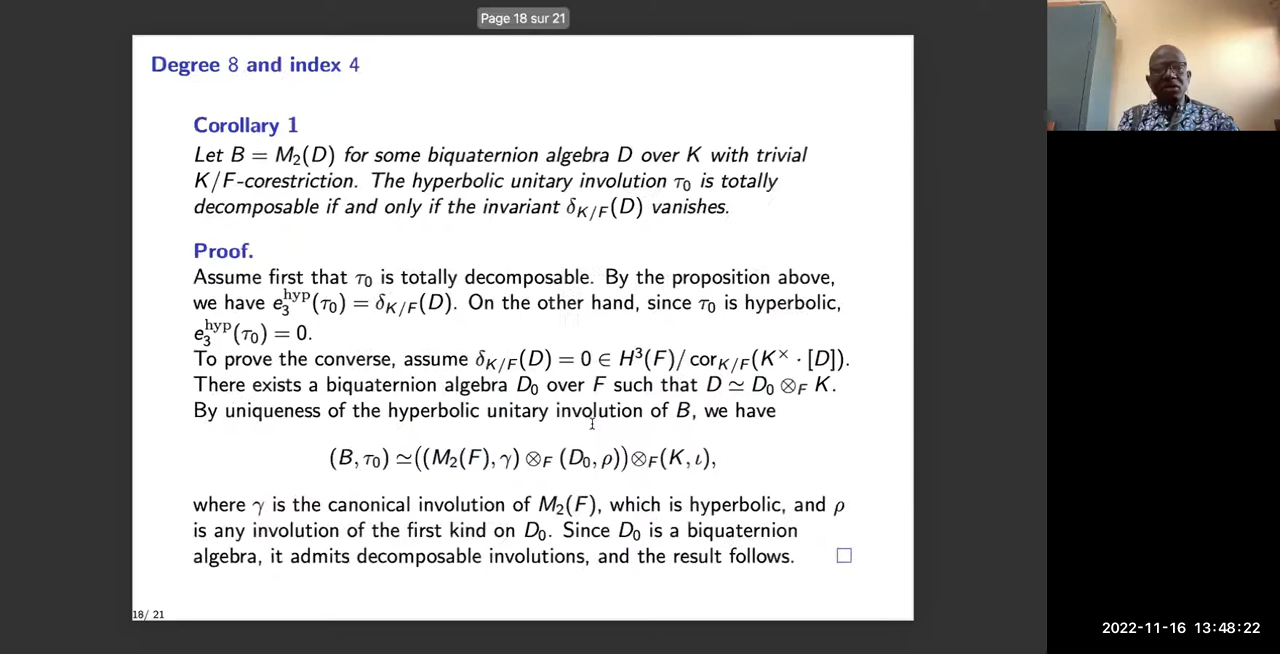 Page 18 sur 21
Degree 8 and index 4
Corollary 1
Let B = M₂(D) for some biquaternion algebra D over K with trivial
K/F-corestriction. The hyperbolic unitary involution τ₀ is totally
decomposable if and only if the invariant δ_{K/F}(D) vanishes.
Proof.
Assume first that τ₀ is totally decomposable. By the proposition above,
we have e₃^{hyp}(τ₀) = δ_{K/F}(D). On the other hand, since τ₀ is hyperbolic,
e₃^{hyp}(τ₀) = 0.
To prove the converse, assume δ_{K/F}(D) = 0 ∈ H³(F)/ cor_{K/F}(K^× · [D]).
There exists a biquaternion algebra D₀ over F such that D ≃ D₀ ⊗_F K.
By uniqueness of the hyperbolic unitary involution of B, we have
(B, τ₀) ≃((M₂(F), γ) ⊗_F (D₀, ρ))⊗_F(K, ι),
where γ is the canonical involution of M₂(F), which is hyperbolic, and ρ
is any involution of the first kind on D₀. Since D₀ is a biquaternion
algebra, it admits decomposable involutions, and the result follows. □
18/ 21
2022-11-16 13:48:22